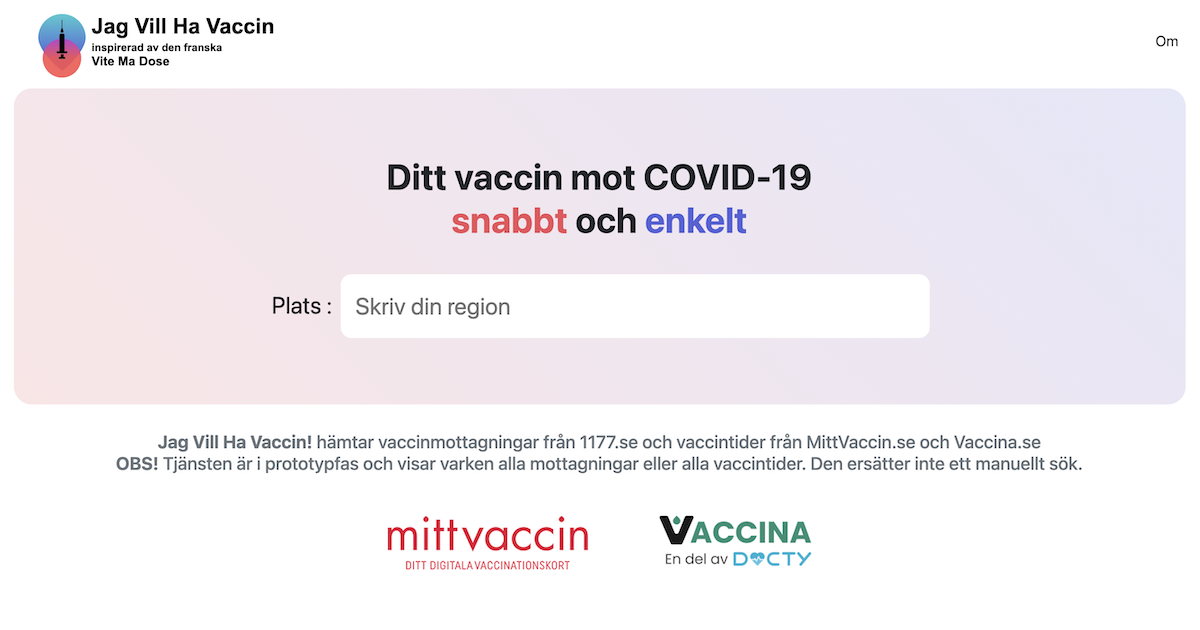 Jag Vill Ha Vaccin
inspirerad av den franska
Vite Ma Dose
Om
Ditt vaccin mot COVID-19
snabbt och enkelt
Plats :
Skriv din region
Jag Vill Ha Vaccin! hämtar vaccinmottagningar från 1177.se och vaccintider från MittVaccin.se och Vaccina.se
OBS! Tjänsten är i prototypfas och visar varken alla mottagningar eller alla vaccintider. Den ersätter inte ett manuellt sök.
mittvaccin
DITT DIGITALA VACCINATIONSKORT
VACCINA
En del av DOCTY